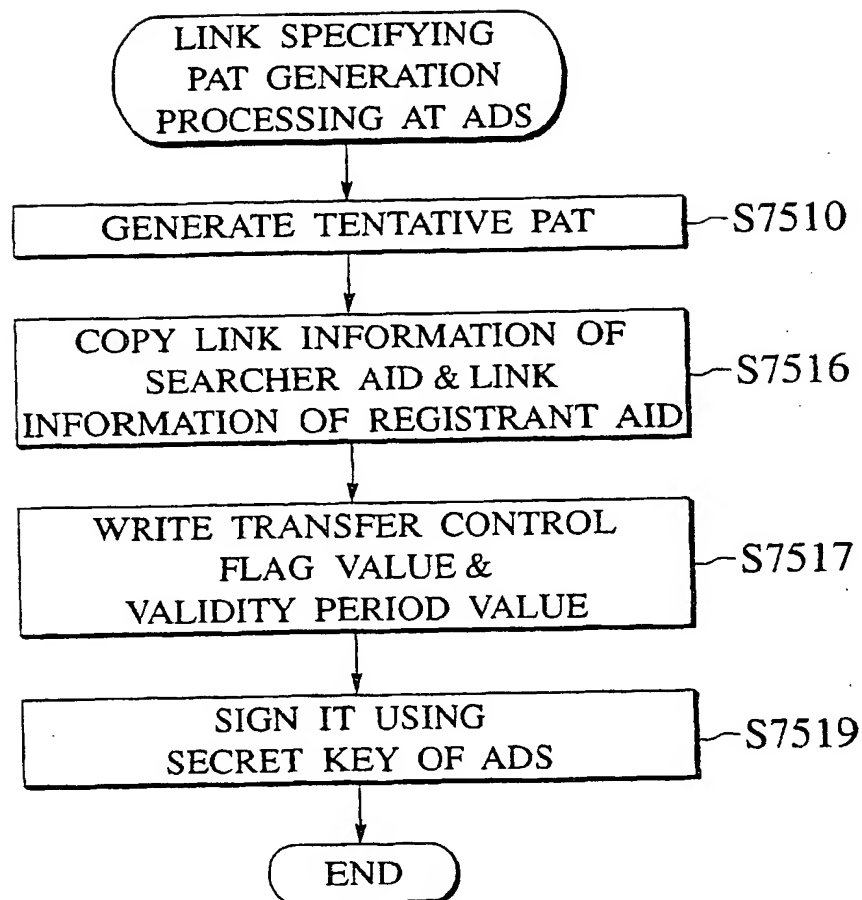 LINK SPECIFYING
PAT GENERATION
PROCESSING AT ADS
GENERATE TENTATIVE PAT
S7510
COPY LINK INFORMATION OF
SEARCHER AID & LINK
INFORMATION OF REGISTRANT AID
S7516
WRITE TRANSFER CONTROL
FLAG VALUE &
VALIDITY PERIOD VALUE
S7517
SIGN IT USING
SECRET KEY OF ADS
S7519
END